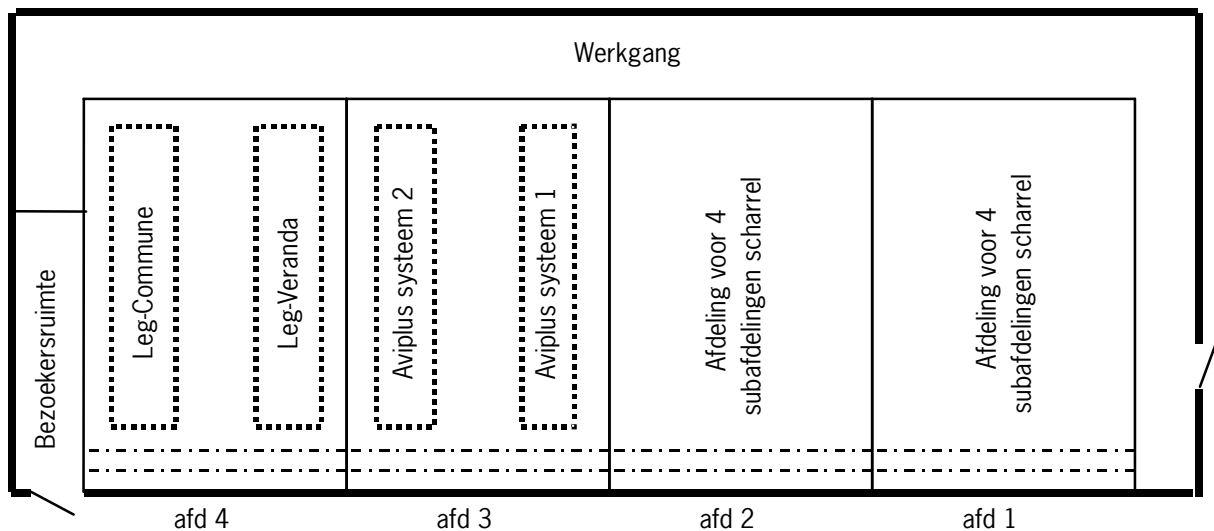 Werkgang
Bezoekersruimte
Leg-Commune
Leg-Veranda
Aviplus systeem 2
Aviplus systeem 1
Afdeling voor 4
subafdelingen scharrel
Afdeling voor 4
subafdelingen scharrel
afd 4
afd 3
afd 2
afd 1